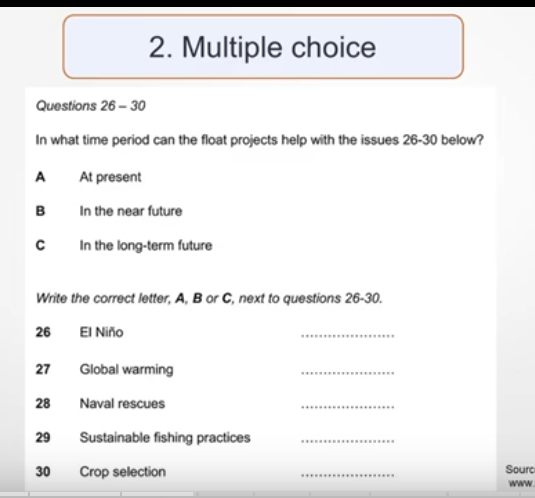 2. Multiple choice
Questions 26 – 30
In what time period can the float projects help with the issues 26-30 below?
A At present
B In the near future
C In the long-term future
Write the correct letter, A, B or C, next to questions 26-30.
26 El Niño ......................
27 Global warming ......................
28 Naval rescues ......................
29 Sustainable fishing practices ......................
30 Crop selection ......................
Sourc
www.